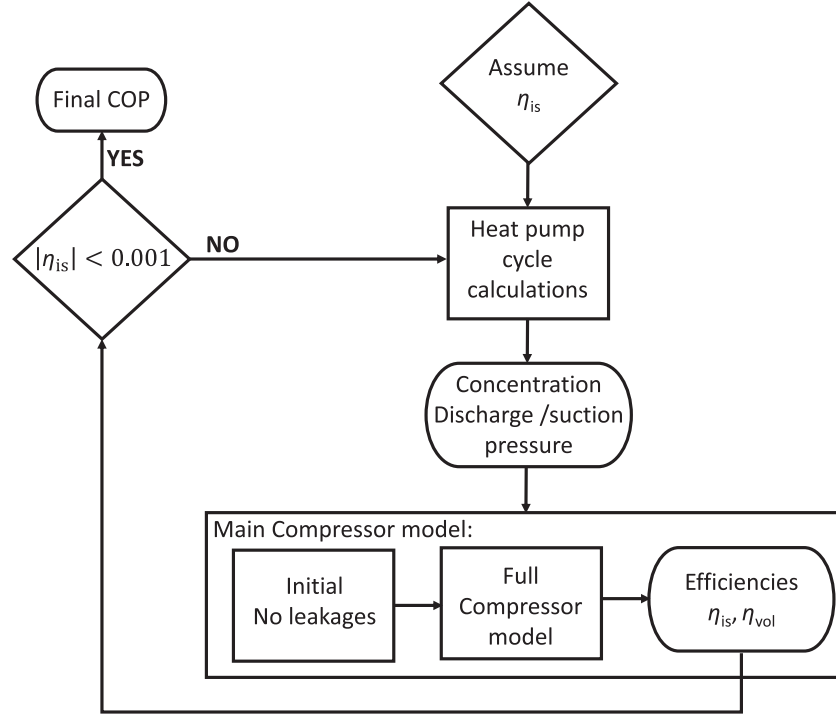 Assume
η_is
Final COP
YES
|η_is| < 0.001
NO
Heat pump
cycle
calculations
Concentration
Discharge /suction
pressure
Main Compressor model:
Initial
No leakages
Full
Compressor
model
Efficiencies
η_is, η_vol